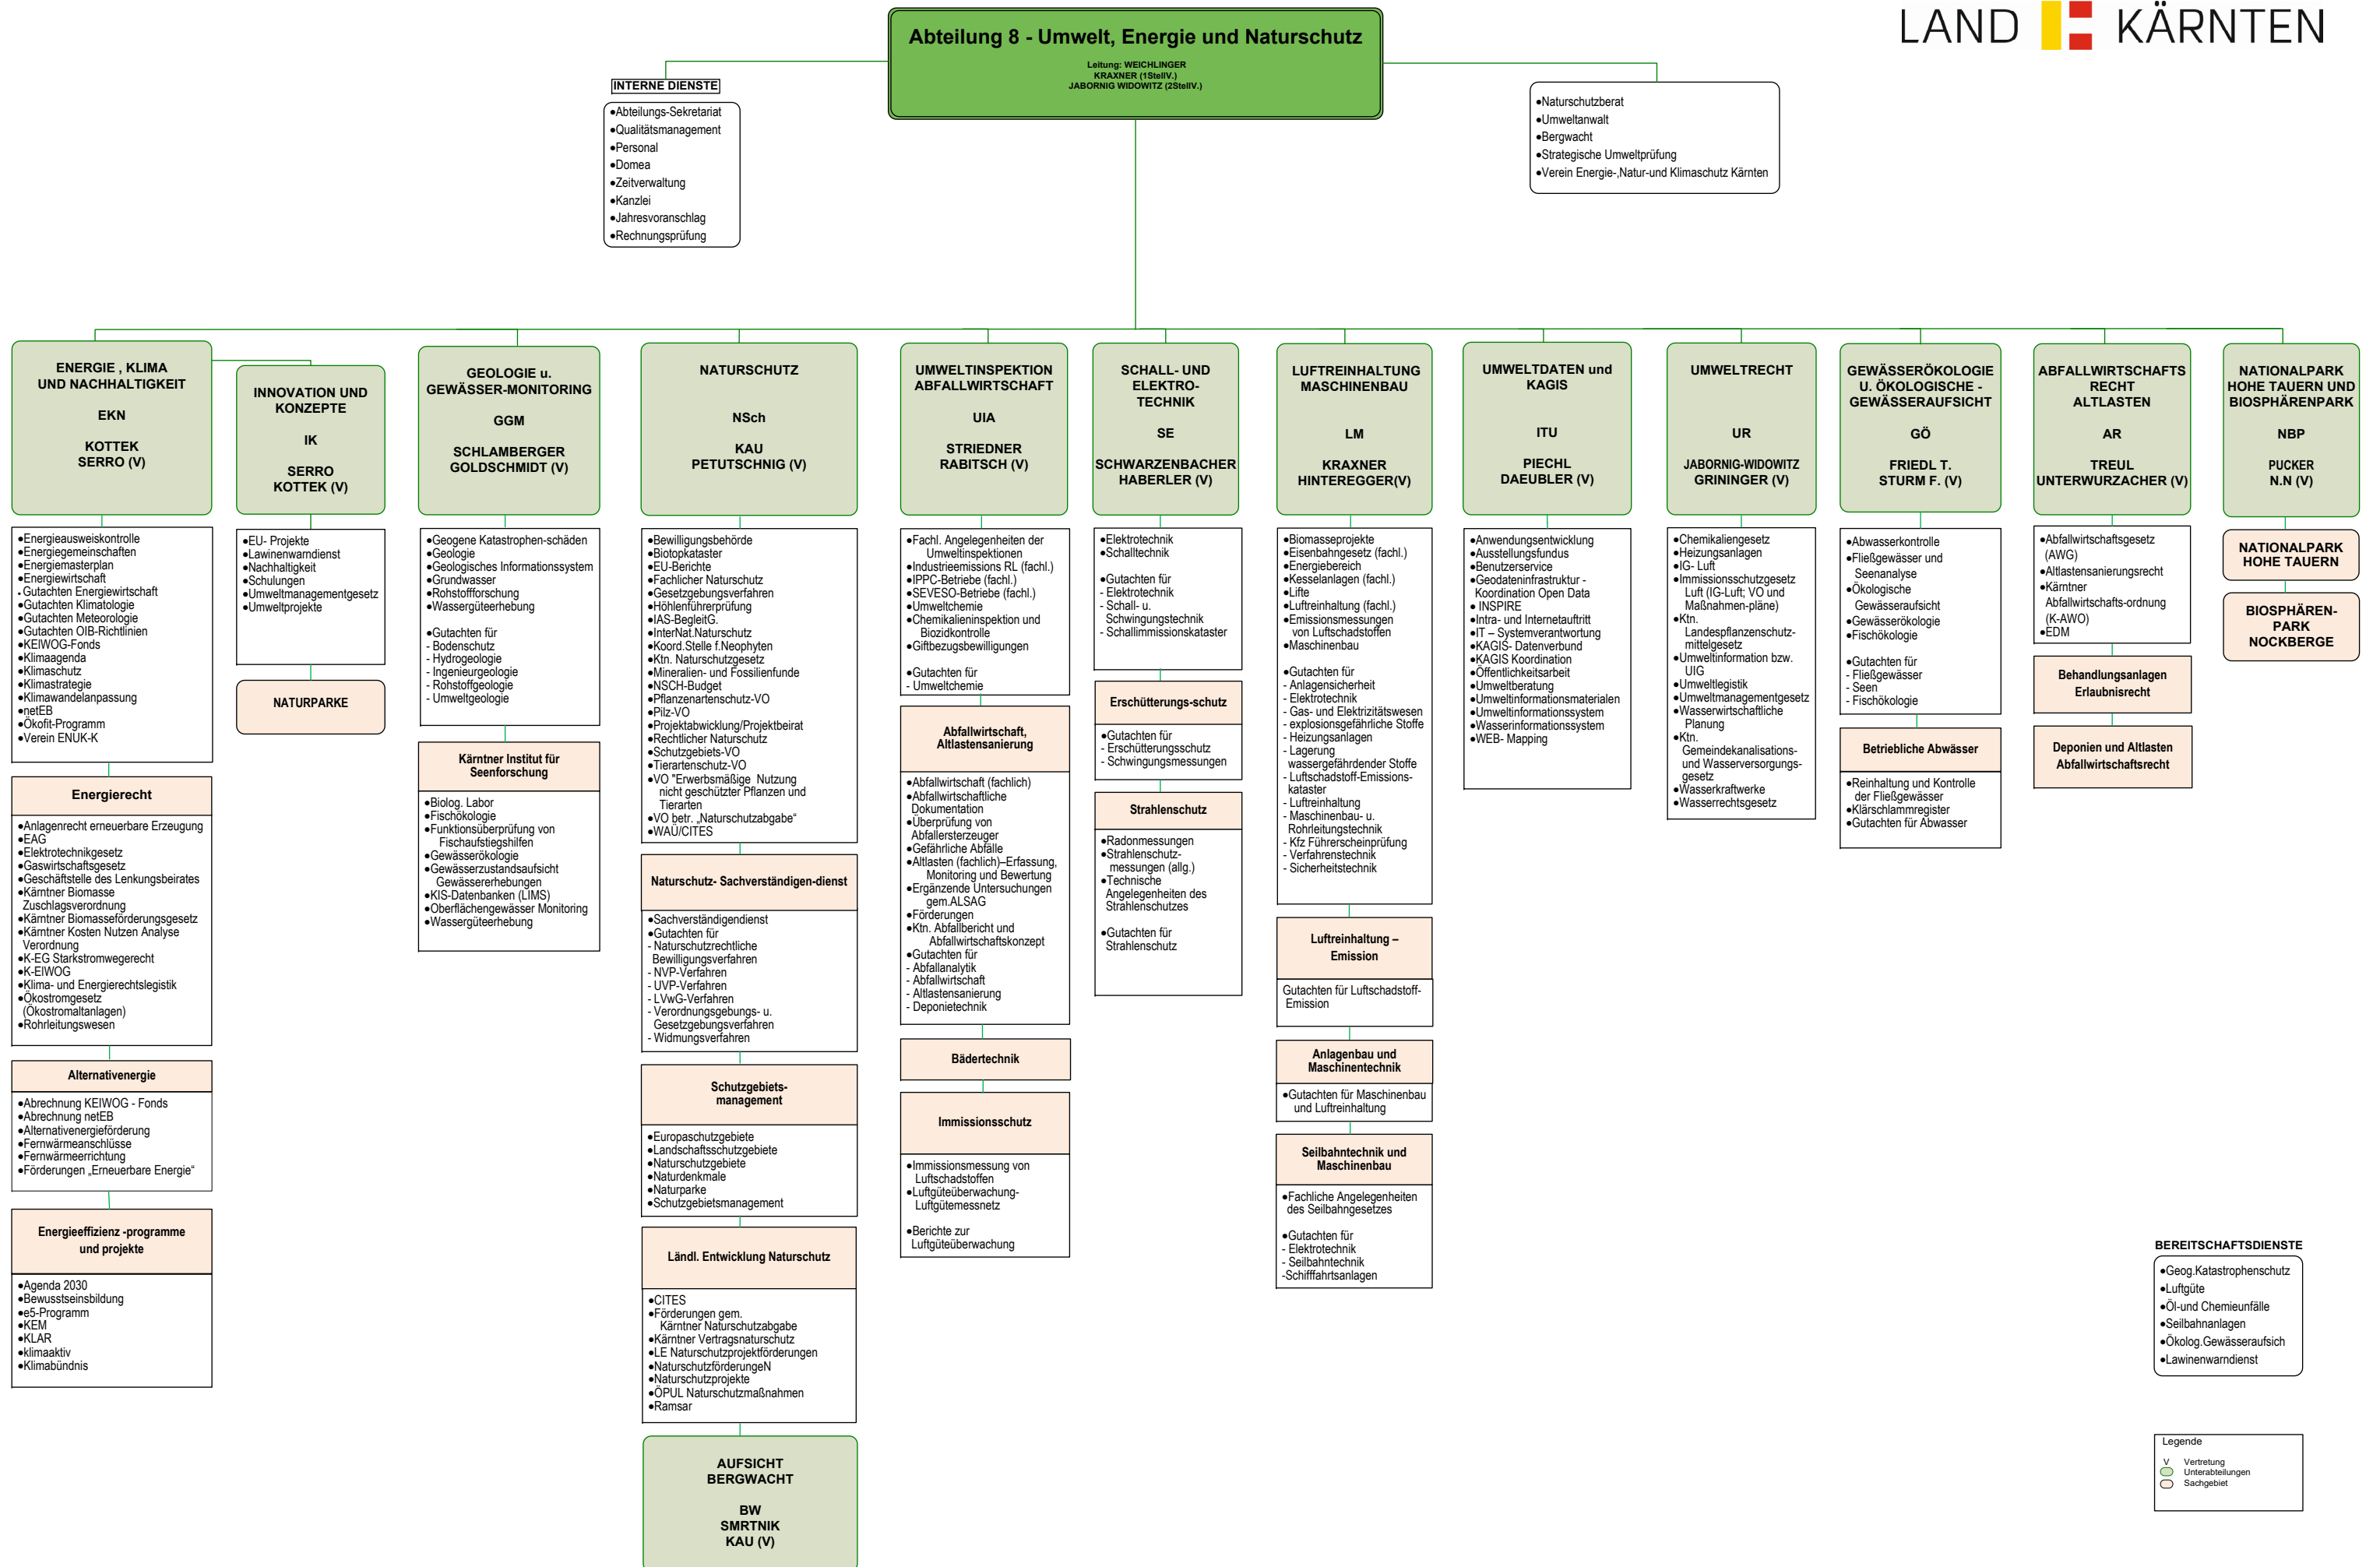 LAND KÄRNTEN
Abteilung 8 - Umwelt, Energie und Naturschutz
Leitung: WEICHLINGER
KRAXNER (1StellV.)
JABORNIG WIDOWITZ (2StellV.)
INTERNE DIENSTE
●Abteilungs-Sekretariat
●Qualitätsmanagement
●Personal
●Domea
●Zeitverwaltung
●Kanzlei
●Jahresvoranschlag
●Rechnungsprüfung
●Naturschutzberat
●Umweltanwalt
●Bergwacht
●Strategische Umweltprüfung
●Verein Energie-,Natur-und Klimaschutz Kärnten
ENERGIE , KLIMA
UND NACHHALTIGKEIT
EKN
KOTTEK
SERRO (V)
●Energieausweiskontrolle
●Energiegemeinschaften
●Energiemasterplan
●Energiewirtschaft
● Gutachten Energiewirtschaft
●Gutachten Klimatologie
●Gutachten Meteorologie
●Gutachten OIB-Richtlinien
●KEIWOG-Fonds
●Klimaagenda
●Klimaschutz
●Klimastrategie
●Klimawandelanpassung
●netEB
●Ökofit-Programm
●Verein ENUK-K
Energierecht
●Anlagenrecht erneuerbare Erzeugung
●EAG
●Elektrotechnikgesetz
●Gaswirtschaftsgesetz
●Geschäftstelle des Lenkungsbeirates
●Kärntner Biomasse
Zuschlagsverordnung
●Kärntner Biomasseförderungsgesetz
●Kärntner Kosten Nutzen Analyse
Verordnung
●K-EG Starkstromwegerecht
●K-EIWOG
●Klima- und Energierechtslegistik
●Ökostromgesetz
(Ökostromaltanlagen)
●Rohrleitungswesen
Alternativenergie
●Abrechnung KEIWOG - Fonds
●Abrechnung netEB
●Alternativenergieförderung
●Fernwärmeanschlüsse
●Fernwärmeerrichtung
●Förderungen „Erneuerbare Energie“
Energieeffizienz -programme
und projekte
●Agenda 2030
●Bewusstseinsbildung
●e5-Programm
●KEM
●KLAR
●klimaaktiv
●Klimabündnis
INNOVATION UND
KONZEPTE
IK
SERRO
KOTTEK (V)
●EU- Projekte
●Lawinenwarndienst
●Nachhaltigkeit
●Schulungen
●Umweltmanagementgesetz
●Umweltprojekte
NATURPARKE
GEOLOGIE u.
GEWÄSSER-MONITORING
GGM
SCHLAMBERGER
GOLDSCHMIDT (V)
●Geogene Katastrophen-schäden
●Geologie
●Geologisches Informationssystem
●Grundwasser
●Rohstoffforschung
●Wassergüteerhebung
●Gutachten für
- Bodenschutz
- Hydrogeologie
- Ingenieurgeologie
- Rohstoffgeologie
- Umweltgeologie
Kärntner Institut für
Seenforschung
●Biolog. Labor
●Fischökologie
●Funktionsüberprüfung von
Fischaufstiegshilfen
●Gewässerökologie
●Gewässerzustandsaufsicht
Gewässererhebungen
●KIS-Datenbanken (LIMS)
●Oberflächengewässer Monitoring
●Wassergüteerhebung
NATURSCHUTZ
NSch
KAU
PETUTSCHNIG (V)
●Bewilligungsbehörde
●Biotopkataster
●EU-Berichte
●Fachlicher Naturschutz
●Gesetzgebungsverfahren
●Höhlenführerprüfung
●IAS-BegleitG.
●InterNat.Naturschutz
●Koord.Stelle f.Neophyten
●Ktn. Naturschutzgesetz
●Mineralien- und Fossilienfunde
●NSCH-Budget
●Pflanzenartenschutz-VO
●Pilz-VO
●Projektabwicklung/Projektbeirat
●Rechtlicher Naturschutz
●Schutzgebiets-VO
●Tierartenschutz-VO
●VO "Erwerbsmäßige Nutzung
nicht geschützter Pflanzen und
Tierarten
●VO betr. „Naturschutzabgabe“
●WAÜ/CITES
Naturschutz- Sachverständigen-dienst
●Sachverständigendienst
●Gutachten für
- Naturschutzrechtliche
Bewilligungsverfahren
- NVP-Verfahren
- UVP-Verfahren
- LVwG-Verfahren
- Verordnungsgebungs- u.
Gesetzgebungsverfahren
- Widmungsverfahren
Schutzgebiets-
management
●Europaschutzgebiete
●Landschaftsschutzgebiete
●Naturschutzgebiete
●Naturdenkmale
●Naturparke
●Schutzgebietsmanagement
Ländl. Entwicklung Naturschutz
●CITES
●Förderungen gem.
Kärntner Naturschutzabgabe
●Kärntner Vertragsnaturschutz
●LE Naturschutzprojektförderungen
●NaturschutzförderungeN
●Naturschutzprojekte
●ÖPUL Naturschutzmaßnahmen
●Ramsar
AUFSICHT
BERGWACHT
BW
SMRTNIK
KAU (V)
UMWELTINSPEKTION
ABFALLWIRTSCHAFT
UIA
STRIEDNER
RABITSCH (V)
●Fachl. Angelegenheiten der
Umweltinspektionen
●Industrieemissions RL (fachl.)
●IPPC-Betriebe (fachl.)
●SEVESO-Betriebe (fachl.)
●Umweltchemie
●Chemikalieninspektion und
Biozidkontrolle
●Giftbezugsbewilligungen
●Gutachten für
- Umweltchemie
Abfallwirtschaft,
Altlastensanierung
●Abfallwirtschaft (fachlich)
●Abfallwirtschaftliche
Dokumentation
●Überprüfung von
Abfallersterzeuger
●Gefährliche Abfälle
●Altlasten (fachlich)–Erfassung,
Monitoring und Bewertung
●Ergänzende Untersuchungen
gem.ALSAG
●Förderungen
●Ktn. Abfallbericht und
Abfallwirtschaftskonzept
●Gutachten für
- Abfallanalytik
- Abfallwirtschaft
- Altlastensanierung
- Deponietechnik
Bädertechnik
Immissionsschutz
●Immissionsmessung von
Luftschadstoffen
●Luftgüteüberwachung-
Luftgütemessnetz
●Berichte zur
Luftgüteüberwachung
SCHALL- UND
ELEKTRO-
TECHNIK
SE
SCHWARZENBACHER
HABERLER (V)
●Elektrotechnik
●Schalltechnik
●Gutachten für
- Elektrotechnik
- Schall- u.
Schwingungstechnik
- Schallimmissionskataster
Erschütterungs-schutz
●Gutachten für
- Erschütterungsschutz
- Schwingungsmessungen
Strahlenschutz
●Radonmessungen
●Strahlenschutz-
messungen (allg.)
●Technische
Angelegenheiten des
Strahlenschutzes
●Gutachten für
Strahlenschutz
LUFTREINHALTUNG
MASCHINENBAU
LM
KRAXNER
HINTEREGGER(V)
●Biomasseprojekte
●Eisenbahngesetz (fachl.)
●Energiebereich
●Kesselanlagen (fachl.)
●Lifte
●Luftreinhaltung (fachl.)
●Emissionsmessungen
von Luftschadstoffen
●Maschinenbau
●Gutachten für
- Anlagensicherheit
- Elektrotechnik
- Gas- und Elektrizitätswesen
- explosionsgefährliche Stoffe
- Heizungsanlagen
- Lagerung
wassergefährdender Stoffe
- Luftschadstoff-Emissions-
kataster
- Luftreinhaltung
- Maschinenbau- u.
Rohrleitungstechnik
- Kfz Führerscheinprüfung
- Verfahrenstechnik
- Sicherheitstechnik
Luftreinhaltung –
Emission
Gutachten für Luftschadstoff-
Emission
Anlagenbau und
Maschinentechnik
●Gutachten für Maschinenbau
und Luftreinhaltung
Seilbahntechnik und
Maschinenbau
●Fachliche Angelegenheiten
des Seilbahngesetzes
●Gutachten für
- Elektrotechnik
- Seilbahntechnik
-Schifffahrtsanlagen
UMWELTDATEN und
KAGIS
ITU
PIECHL
DAEUBLER (V)
●Anwendungsentwicklung
●Ausstellungsfundus
●Benutzerservice
●Geodateninfrastruktur -
Koordination Open Data
● INSPIRE
●Intra- und Internetauftritt
●IT – Systemverantwortung
●KAGIS- Datenverbund
●KAGIS Koordination
●Öffentlichkeitsarbeit
●Umweltberatung
●Umweltinformationsmaterialen
●Umweltinformationssystem
●Wasserinformationssystem
●WEB- Mapping
UMWELTRECHT
UR
JABORNIG-WIDOWITZ
GRININGER (V)
●Chemikaliengesetz
●Heizungsanlagen
●IG- Luft
●Immissionsschutzgesetz
Luft (IG-Luft; VO und
Maßnahmen-pläne)
●Ktn.
Landespflanzenschutz-
mittelgesetz
●Umweltinformation bzw.
UIG
●Umweltlegistik
●Umweltmanagementgesetz
●Wasserwirtschaftliche
Planung
●Ktn.
Gemeindekanalisations-
und Wasserversorgungs-
gesetz
●Wasserkraftwerke
●Wasserrechtsgesetz
GEWÄSSERÖKOLOGIE
U. ÖKOLOGISCHE -
GEWÄSSERAUFSICHT
GÖ
FRIEDL T.
STURM F. (V)
●Abwasserkontrolle
●Fließgewässer und
Seenanalyse
●Ökologische
Gewässeraufsicht
●Gewässerökologie
●Fischökologie
●Gutachten für
- Fließgewässer
- Seen
- Fischökologie
Betriebliche Abwässer
●Reinhaltung und Kontrolle
der Fließgewässer
●Klärschlammregister
●Gutachten für Abwasser
ABFALLWIRTSCHAFTS
RECHT
ALTLASTEN
AR
TREUL
UNTERWURZACHER (V)
●Abfallwirtschaftsgesetz
(AWG)
●Altlastensanierungsrecht
●Kärntner
Abfallwirtschafts-ordnung
(K-AWO)
●EDM
Behandlungsanlagen
Erlaubnisrecht
Deponien und Altlasten
Abfallwirtschaftsrecht
NATIONALPARK
HOHE TAUERN UND
BIOSPHÄRENPARK
NBP
PUCKER
N.N (V)
NATIONALPARK
HOHE TAUERN
BIOSPHÄREN-
PARK
NOCKBERGE
BEREITSCHAFTSDIENSTE
●Geog.Katastrophenschutz
●Luftgüte
●Öl-und Chemieunfälle
●Seilbahnanlagen
●Ökolog.Gewässeraufsich
●Lawinenwarndienst
Legende
V Vertretung
Unterabteilungen
Sachgebiet